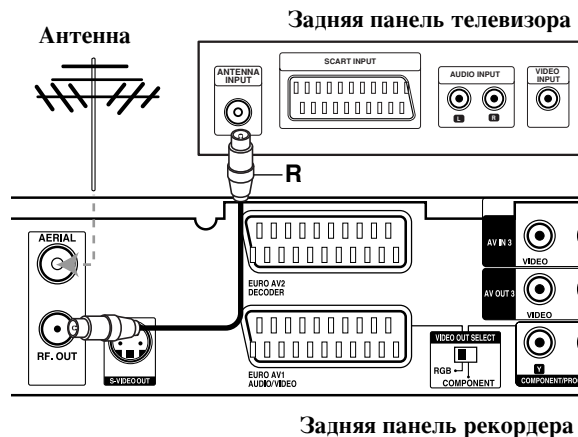 Задняя панель телевизора
Антенна
ANTENNA
INPUT
SCART INPUT
AUDIO INPUT
L
R
VIDEO
INPUT
R
AERIAL
RF. OUT
S-VIDEO OUT
EURO AV2
DECODER
EURO AV1
AUDIO/VIDEO
VIDEO OUT SELECT
RGB
COMPONENT
AV IN 3
VIDEO
AV OUT 3
VIDEO
Y
COMPONENT/PROG
Задняя панель рекордера